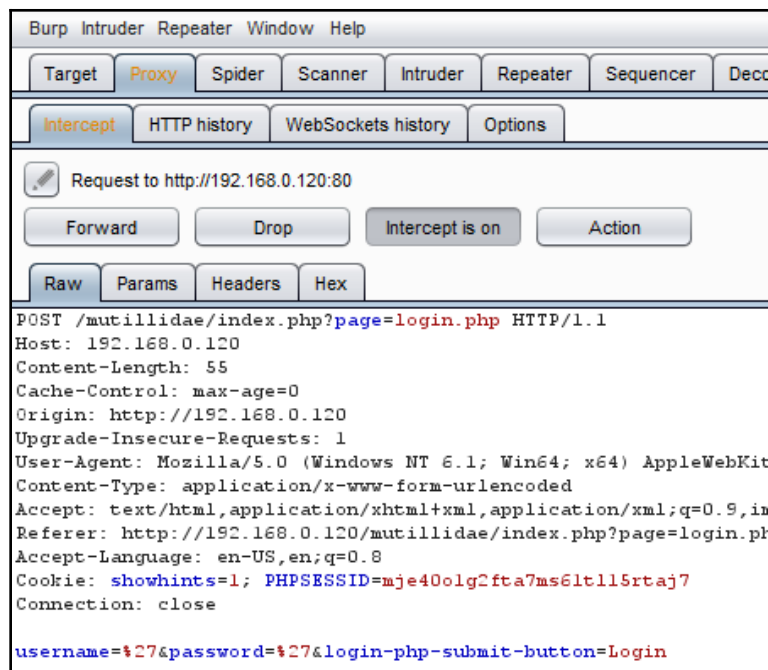 Burp Intruder Repeater Window Help
Target Proxy Spider Scanner Intruder Repeater Sequencer Deco
Intercept HTTP history WebSockets history Options
Request to http://192.168.0.120:80
Forward Drop Intercept is on Action
Raw Params Headers Hex
POST /mutillidae/index.php?page=login.php HTTP/1.1
Host: 192.168.0.120
Content-Length: 55
Cache-Control: max-age=0
Origin: http://192.168.0.120
Upgrade-Insecure-Requests: 1
User-Agent: Mozilla/5.0 (Windows NT 6.1; Win64; x64) AppleWebKit
Content-Type: application/x-www-form-urlencoded
Accept: text/html,application/xhtml+xml,application/xml;q=0.9,im
Referer: http://192.168.0.120/mutillidae/index.php?page=login.ph
Accept-Language: en-US,en;q=0.8
Cookie: showhints=1; PHPSESSID=mje40olg2fta7ms6lt1l5rtaj7
Connection: close
username=%27&password=%27&login-php-submit-button=Login